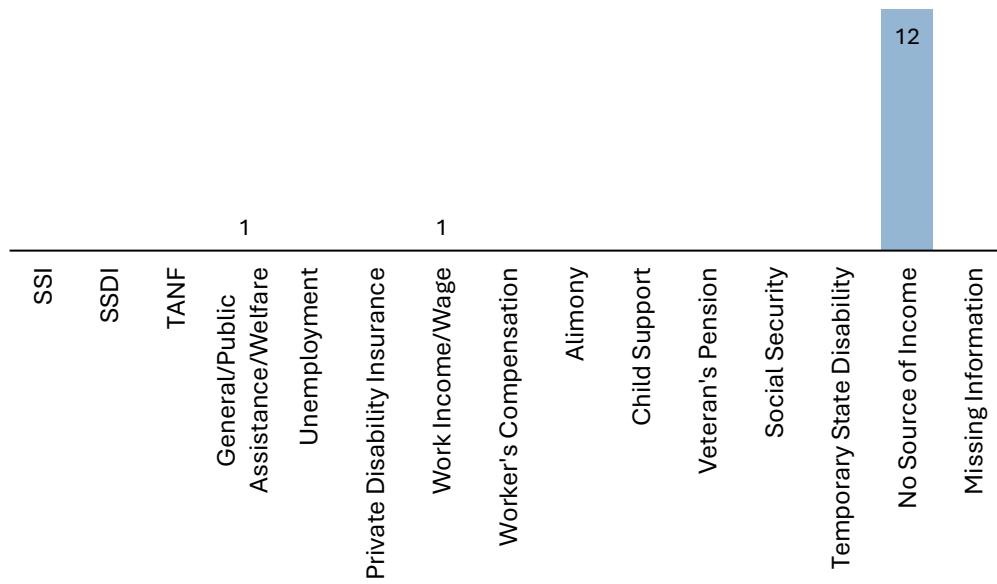 12
1
1
SSI
SSDI
TANF
General/Public
Assistance/Welfare
Unemployment
Private Disability Insurance
Work Income/Wage
Worker's Compensation
Alimony
Child Support
Veteran's Pension
Social Security
Temporary State Disability
No Source of Income
Missing Information